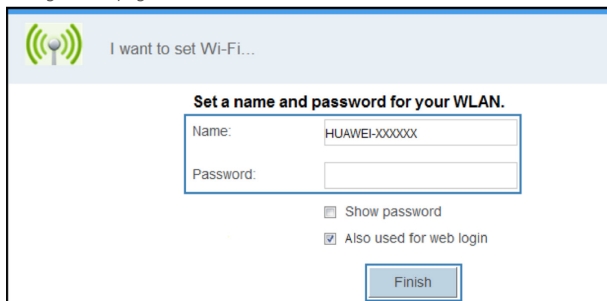 I want to set Wi-Fi...
Set a name and password for your WLAN.
Name: HUAWEI-XXXXXX
Password:
Show password
Also used for web login
Finish